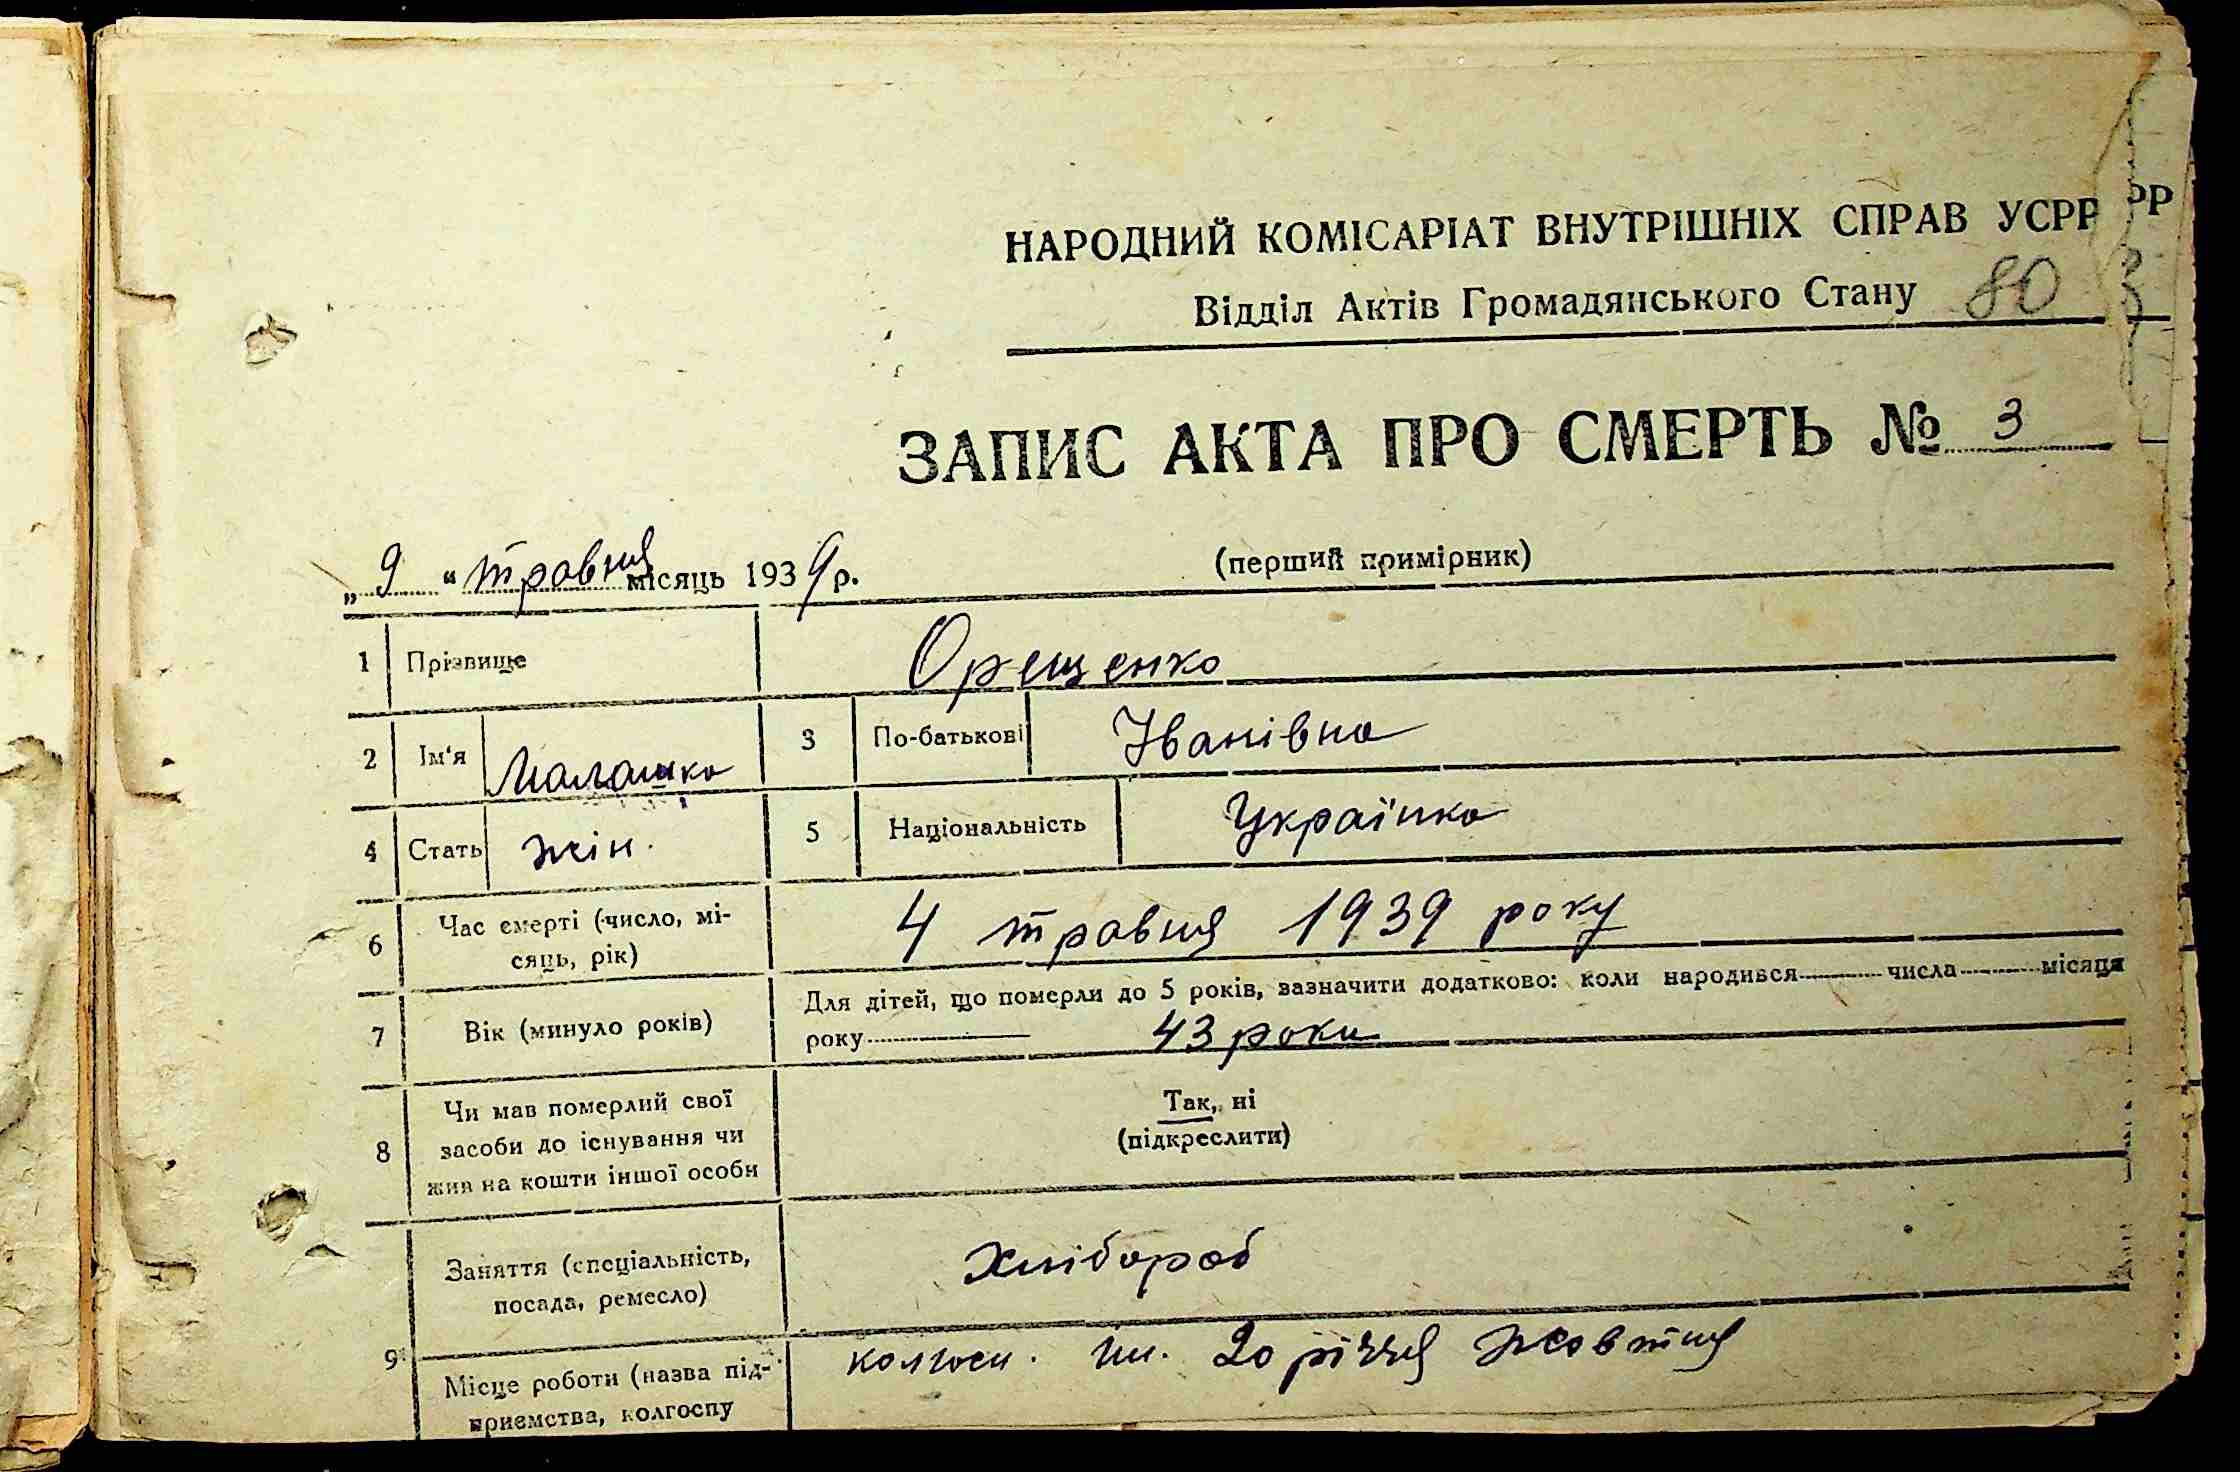 НАРОДНИЙ КОМІСАРІАТ ВНУТРІШНІХ СПРАВ УСРР
РР
Відділ Актів Громадянського Стану 80
ЗАПИС АКТА ПРО СМЕРТЬ № 3
„ 9 “ травня місяць 1939 р.
(перший примірник)
1 Прізвище Орещенко
2 Ім'я Малашка 3 По-батькові Іванівна
4 Стать жін. 5 Національність Українка
6 Час смерті (число, мі-
сяць, рік) 4 травня 1939 року
7 Вік (минуло років) Для дітей, що померли до 5 років, зазначити додатково: коли народився числа місяця
року 43 роки
8 Чи мав померлий свої
засоби до існування чи
жив на кошти іншої особи
Так, ні
(підкреслити)
9 Заняття (спеціальність,
посада, ремесло) Хлібороб
Місце роботи (назва під-
приємства, колгоспу
колгосп. ім. 20 річчя жовтня